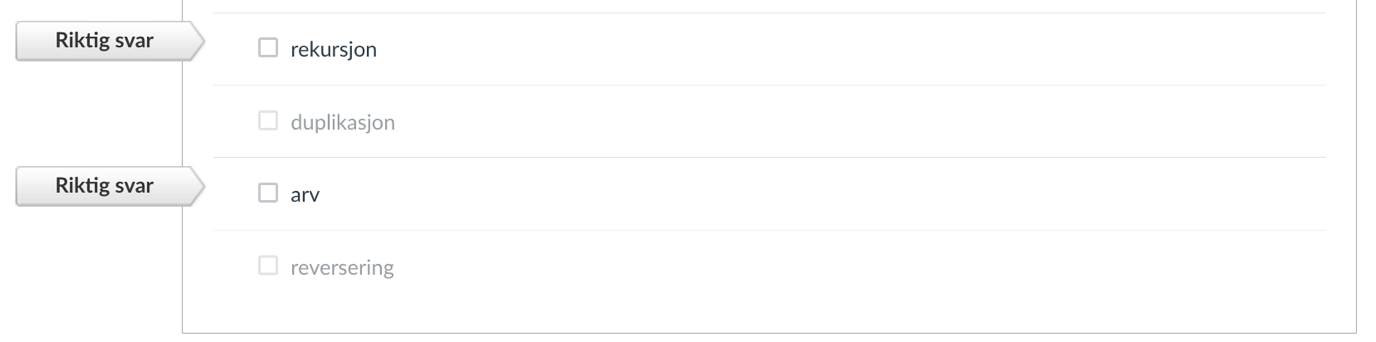 Riktig svar
rekursjon
duplikasjon
Riktig svar
arv
reversering